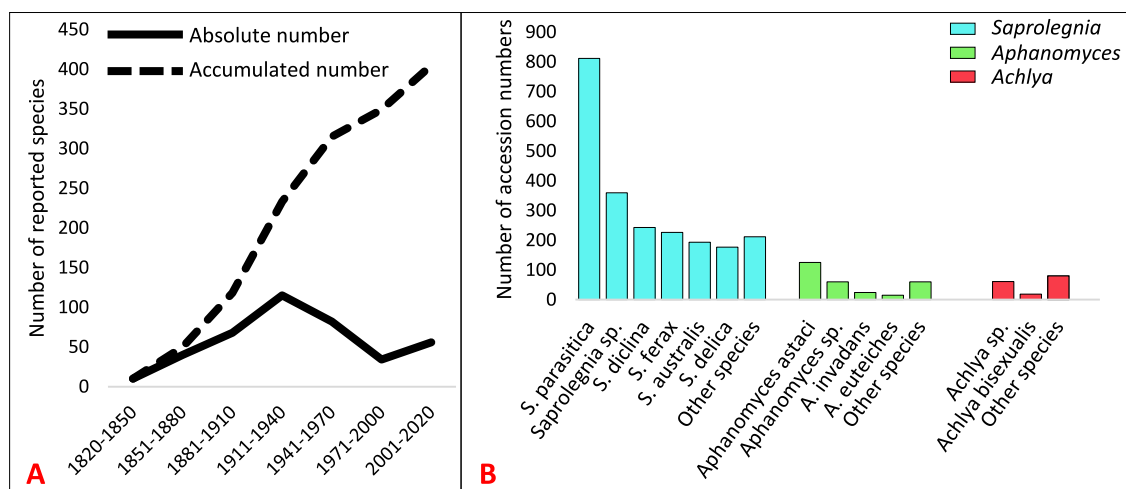 Number of reported species
450
400
350
300
250
200
150
100
50
0
Absolute number
Accumulated number
1820-1850
1851-1880
1881-1910
1911-1940
1941-1970
1971-2000
2001-2020
A
Number of accession numbers
900
800
700
600
500
400
300
200
100
0
Saprolegnia
Aphanomyces
Achlya
S. parasitica
Saprolegnia sp.
S. diclina
S. ferax
S. australis
S. delica
Other species
Aphanomyces astaci
Aphanomyces sp.
A. invadans
A. euteiches
Other species
Achlya sp.
Achlya bisexualis
Other species
B